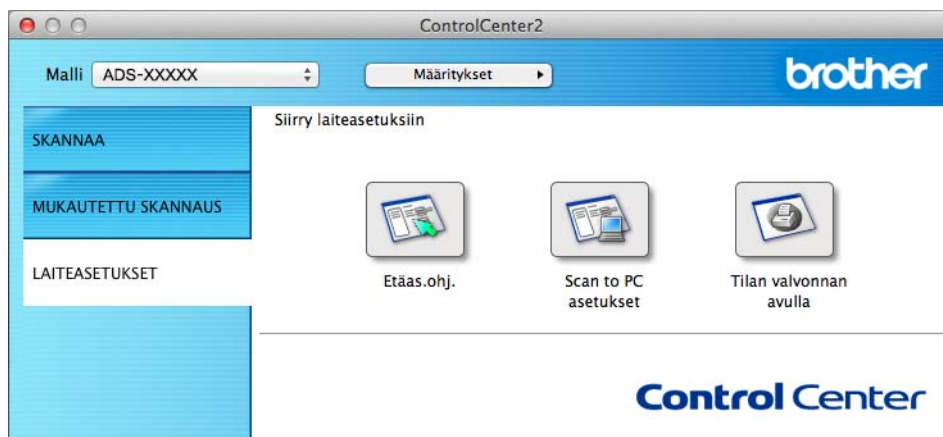 ControlCenter2
Malli ADS-XXXXX Määritykset
brother
SKANNAA
MUKAUTETTU SKANNAUS
LAITEASETUKSET
Siirry laiteasetuksiin
Etäas.ohj.
Scan to PC
asetukset
Tilan valvonnan
avulla
Control Center